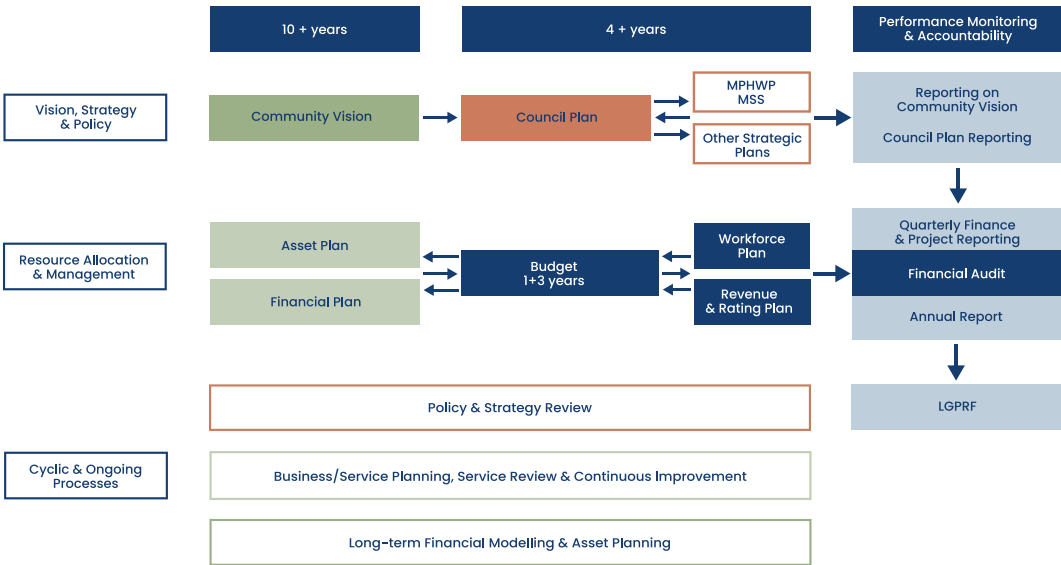 10 + years
4 + years
Performance Monitoring
& Accountability
Vision, Strategy
& Policy
Community Vision
Council Plan
MPHWP
MSS
Other Strategic
Plans
Reporting on
Community Vision
Council Plan Reporting
Resource Allocation
& Management
Asset Plan
Financial Plan
Budget
1+3 years
Workforce
Plan
Revenue
& Rating Plan
Quarterly Finance
& Project Reporting
Financial Audit
Annual Report
LGPRF
Cyclic & Ongoing
Processes
Policy & Strategy Review
Business/Service Planning, Service Review & Continuous Improvement
Long-term Financial Modelling & Asset Planning